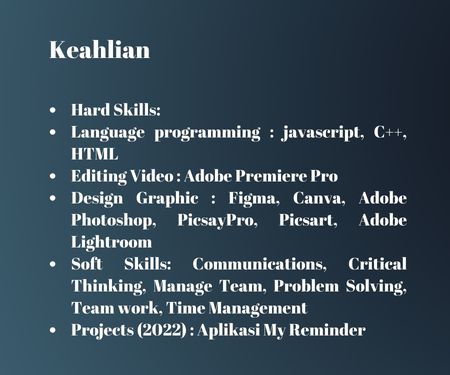 Keahlian
• Hard Skills:
• Language programming : javascript, C++,
HTML
• Editing Video : Adobe Premiere Pro
• Design Graphic : Figma, Canva, Adobe
Photoshop, PicsayPro, Picsart, Adobe
Lightroom
• Soft Skills: Communications, Critical
Thinking, Manage Team, Problem Solving,
Team work, Time Management
• Projects (2022) : Aplikasi My Reminder